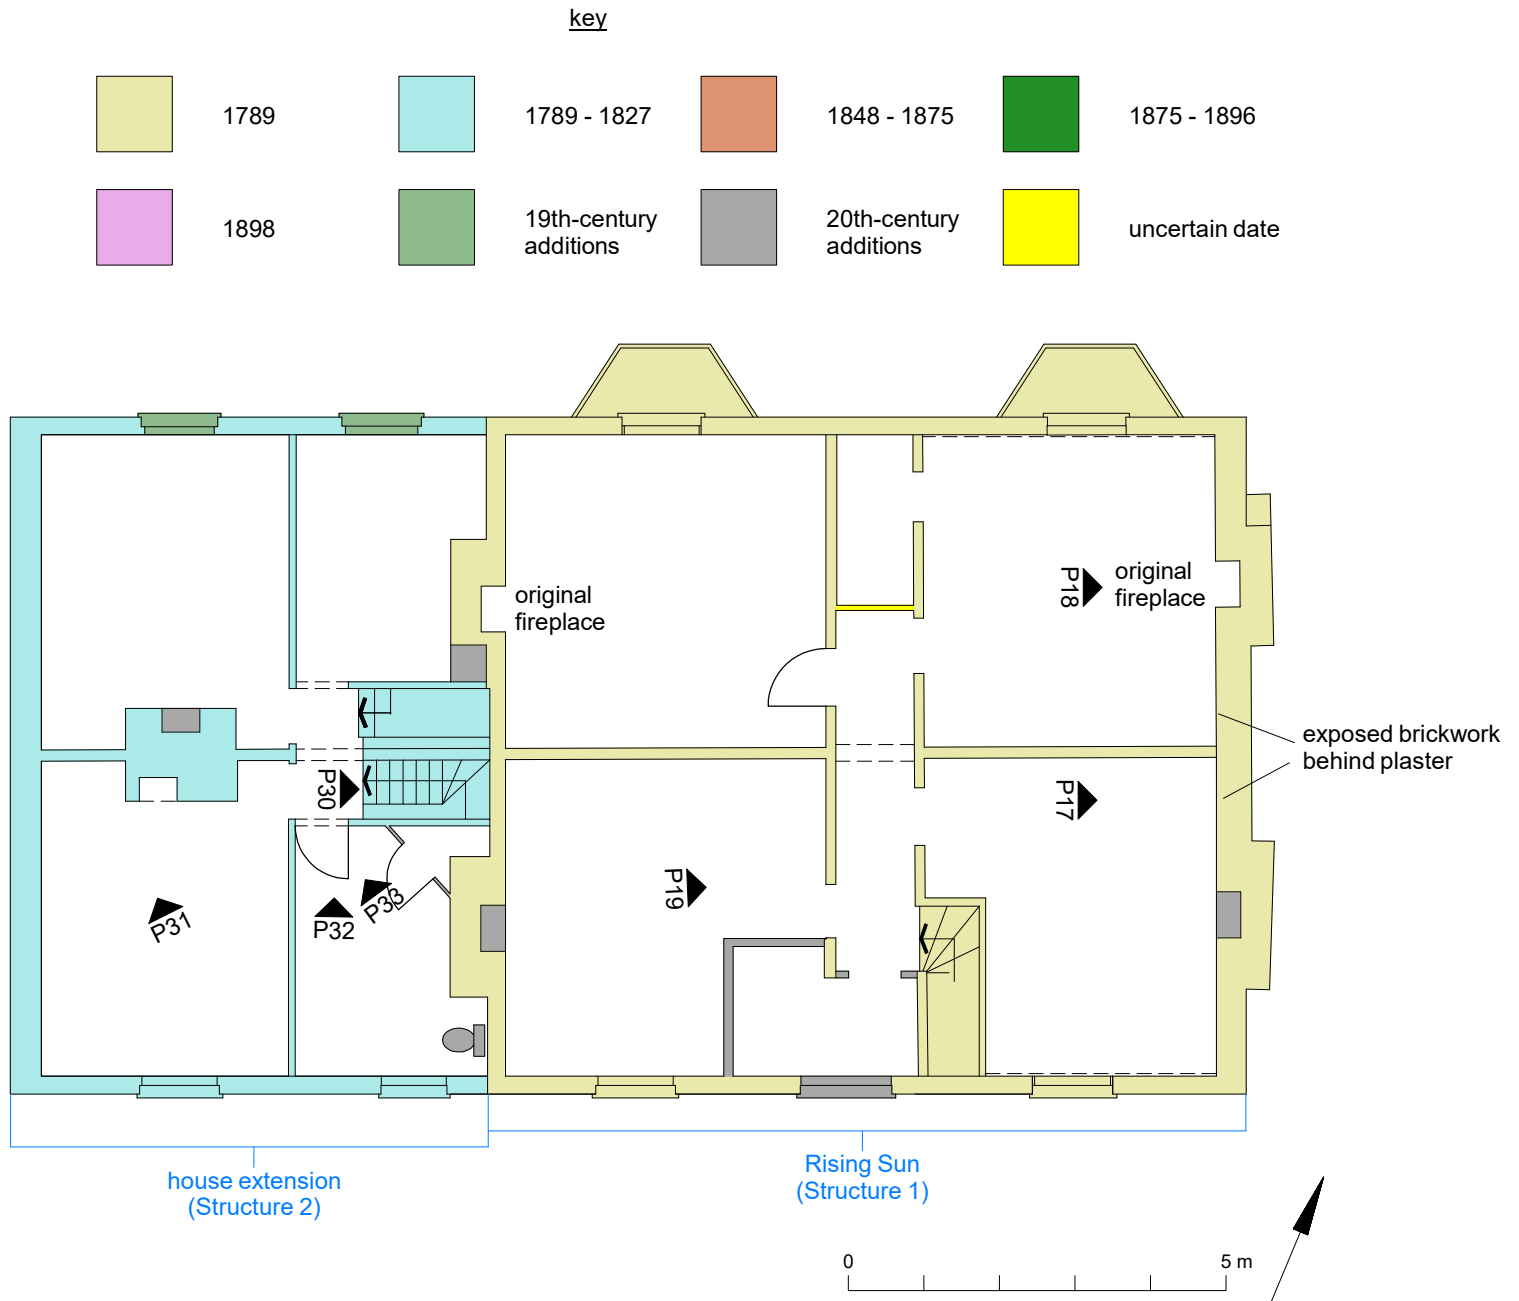 key
1789
1789 - 1827
1848 - 1875
1875 - 1896
1898
19th-century
additions
20th-century
additions
uncertain date
original
fireplace
P18
original
fireplace
exposed brickwork
behind plaster
P30
P17
P19
P31
P32
P33
house extension
(Structure 2)
Rising Sun
(Structure 1)
0
5 m